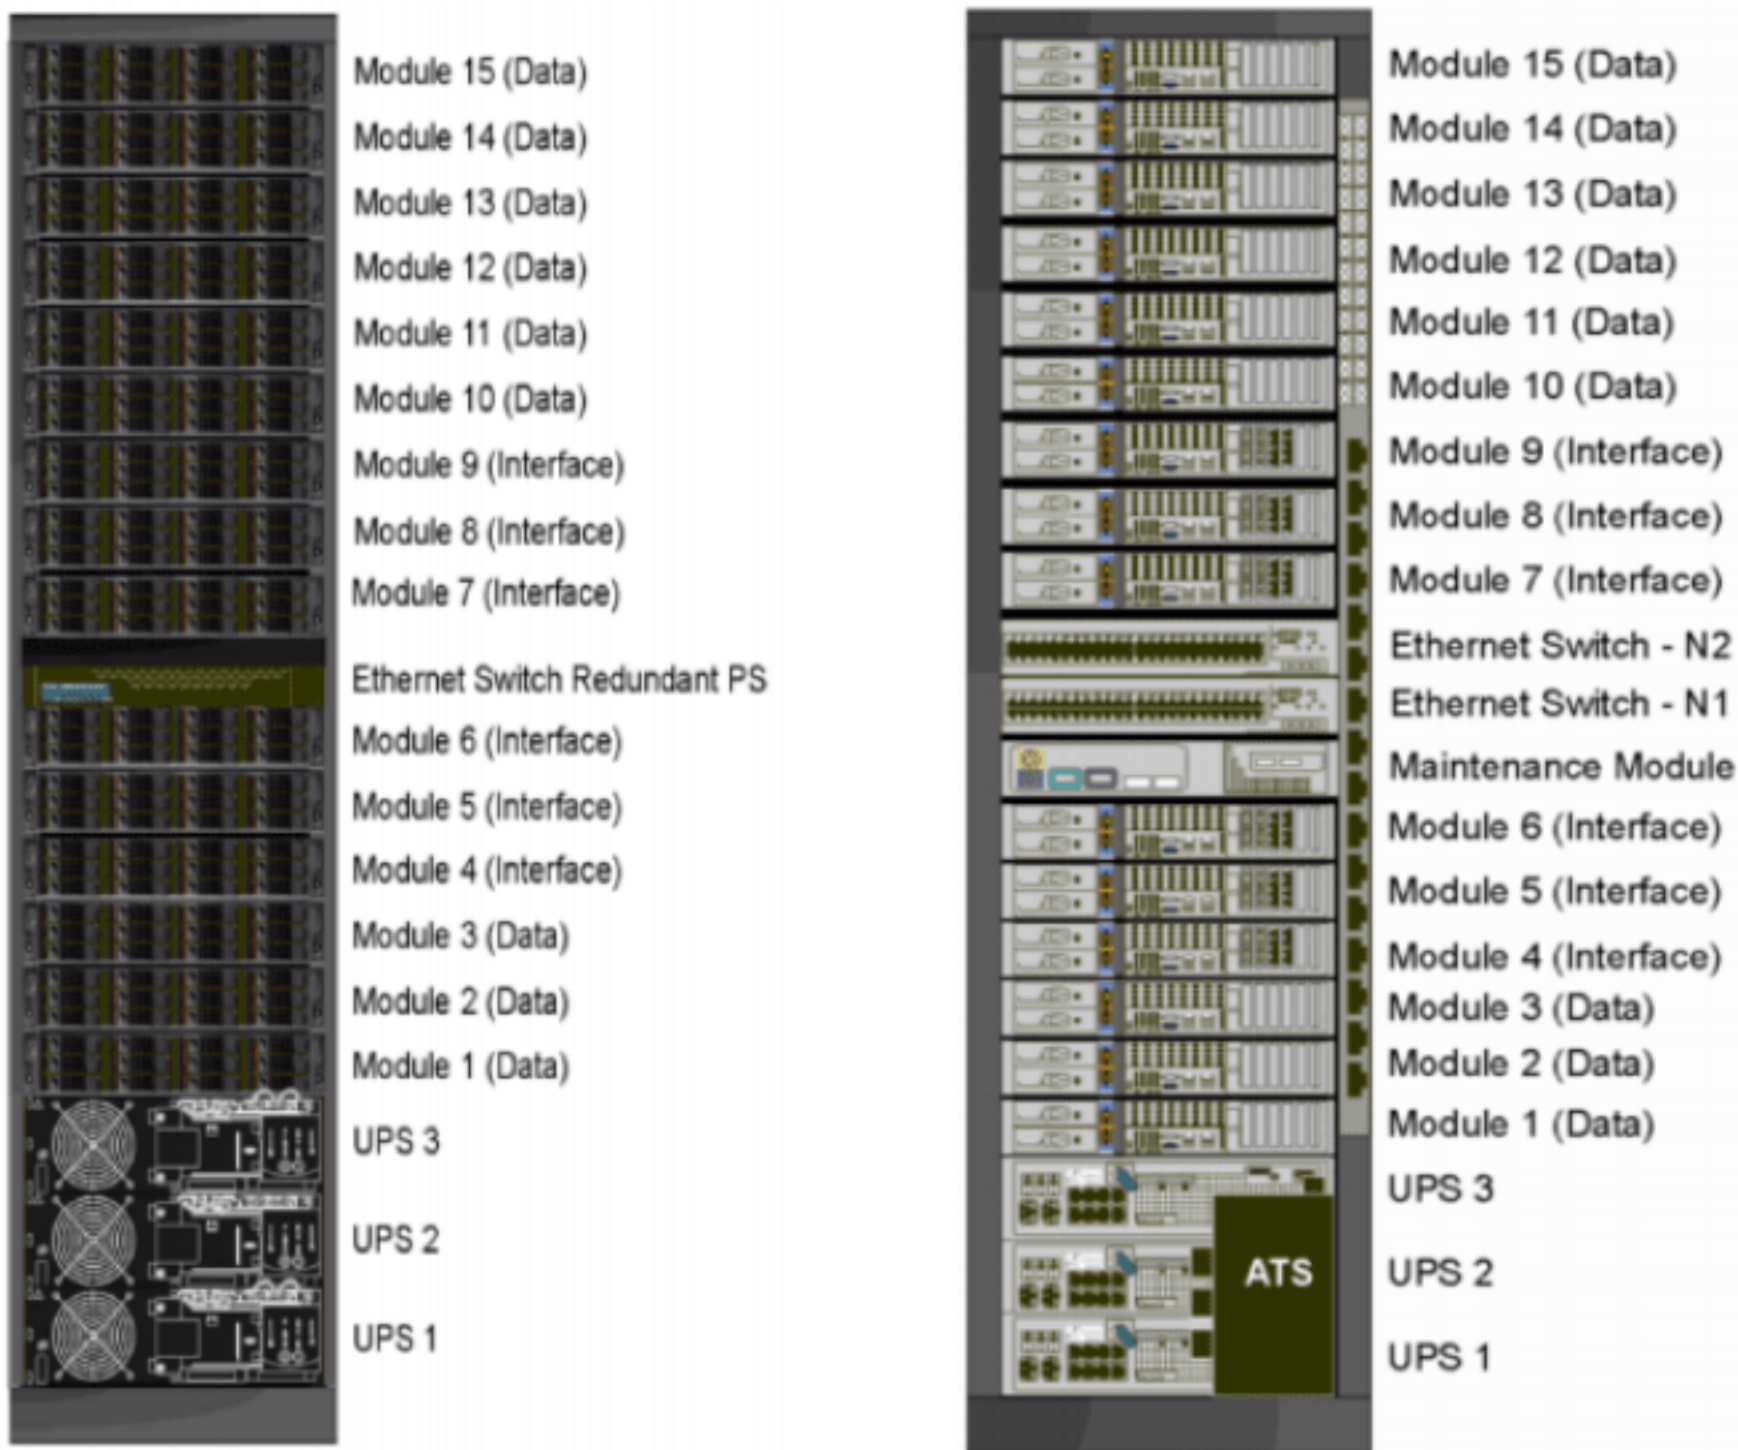 Module 15 (Data)
Module 14 (Data)
Module 13 (Data)
Module 12 (Data)
Module 11 (Data)
Module 10 (Data)
Module 9 (Interface)
Module 8 (Interface)
Module 7 (Interface)
Ethernet Switch Redundant PS
Module 6 (Interface)
Module 5 (Interface)
Module 4 (Interface)
Module 3 (Data)
Module 2 (Data)
Module 1 (Data)
UPS 3
UPS 2
UPS 1
Module 15 (Data)
Module 14 (Data)
Module 13 (Data)
Module 12 (Data)
Module 11 (Data)
Module 10 (Data)
Module 9 (Interface)
Module 8 (Interface)
Module 7 (Interface)
Ethernet Switch - N2
Ethernet Switch - N1
Maintenance Module
Module 6 (Interface)
Module 5 (Interface)
Module 4 (Interface)
Module 3 (Data)
Module 2 (Data)
Module 1 (Data)
UPS 3
ATS
UPS 2
UPS 1